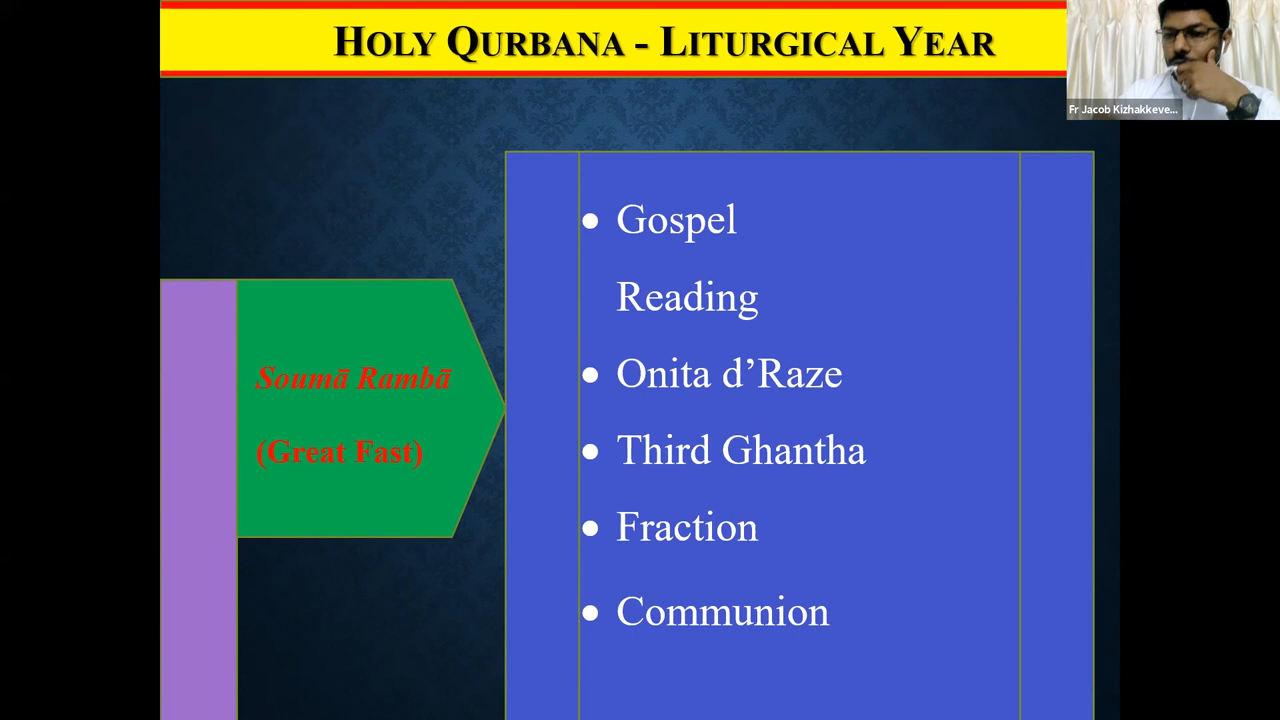 HOLY QURBANA - LITURGICAL YEAR
Fr Jacob Kizhakkeve...
Soumā Rambā
(Great Fast)
• Gospel
Reading
• Onita d’Raze
• Third Ghantha
• Fraction
• Communion